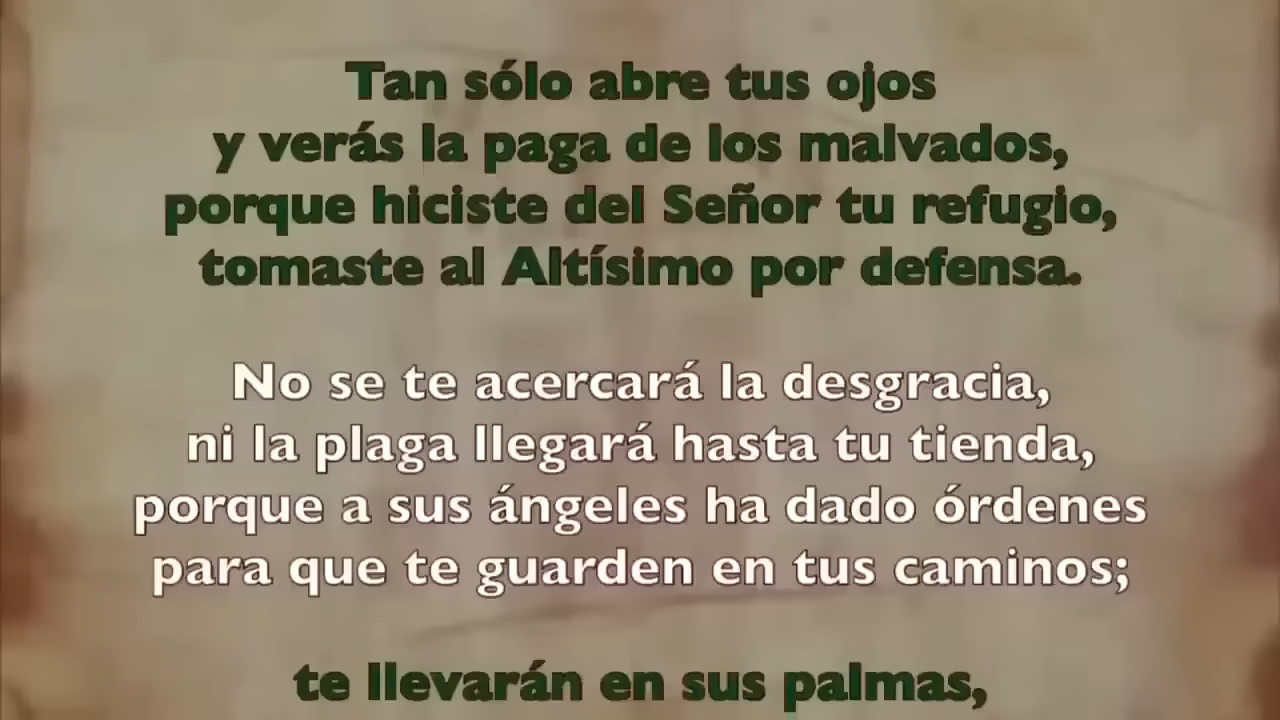 Tan sólo abre tus ojos
y verás la paga de los malvados,
porque hiciste del Señor tu refugio,
tomaste al Altísimo por defensa.
No se te acercará la desgracia,
ni la plaga llegará hasta tu tienda,
porque a sus ángeles ha dado órdenes
para que te guarden en tus caminos;
te llevarán en sus palmas,